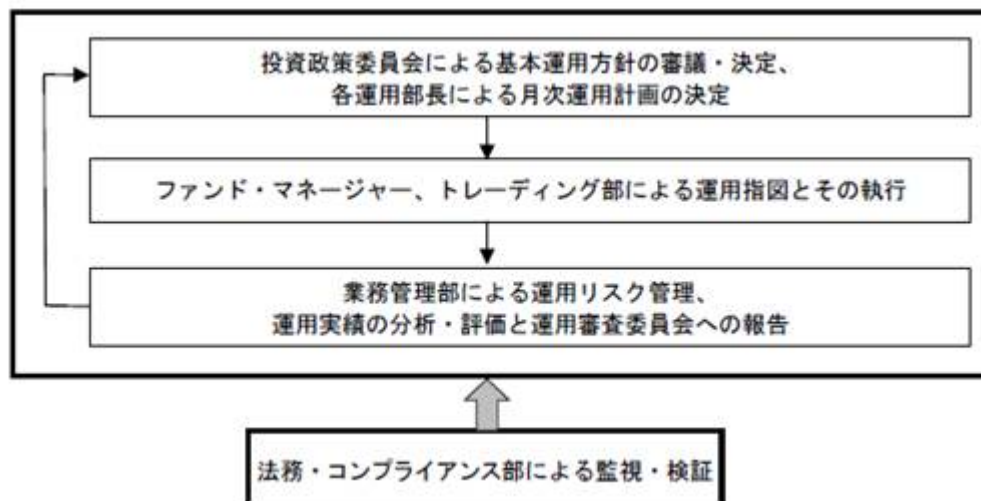 投資政策委員会による基本運用方針の審議・決定、
各運用部長による月次運用計画の決定
ファンド・マネージャー、トレーディング部による運用指図とその執行
業務管理部による運用リスク管理、
運用実績の分析・評価と運用審査委員会への報告
法務・コンプライアンス部による監視・検証